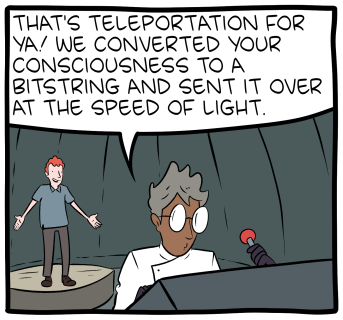 THAT'S TELEPORTATION FOR
YA! WE CONVERTED YOUR
CONSCIOUSNESS TO A
BITSTRING AND SENT IT OVER
AT THE SPEED OF LIGHT.